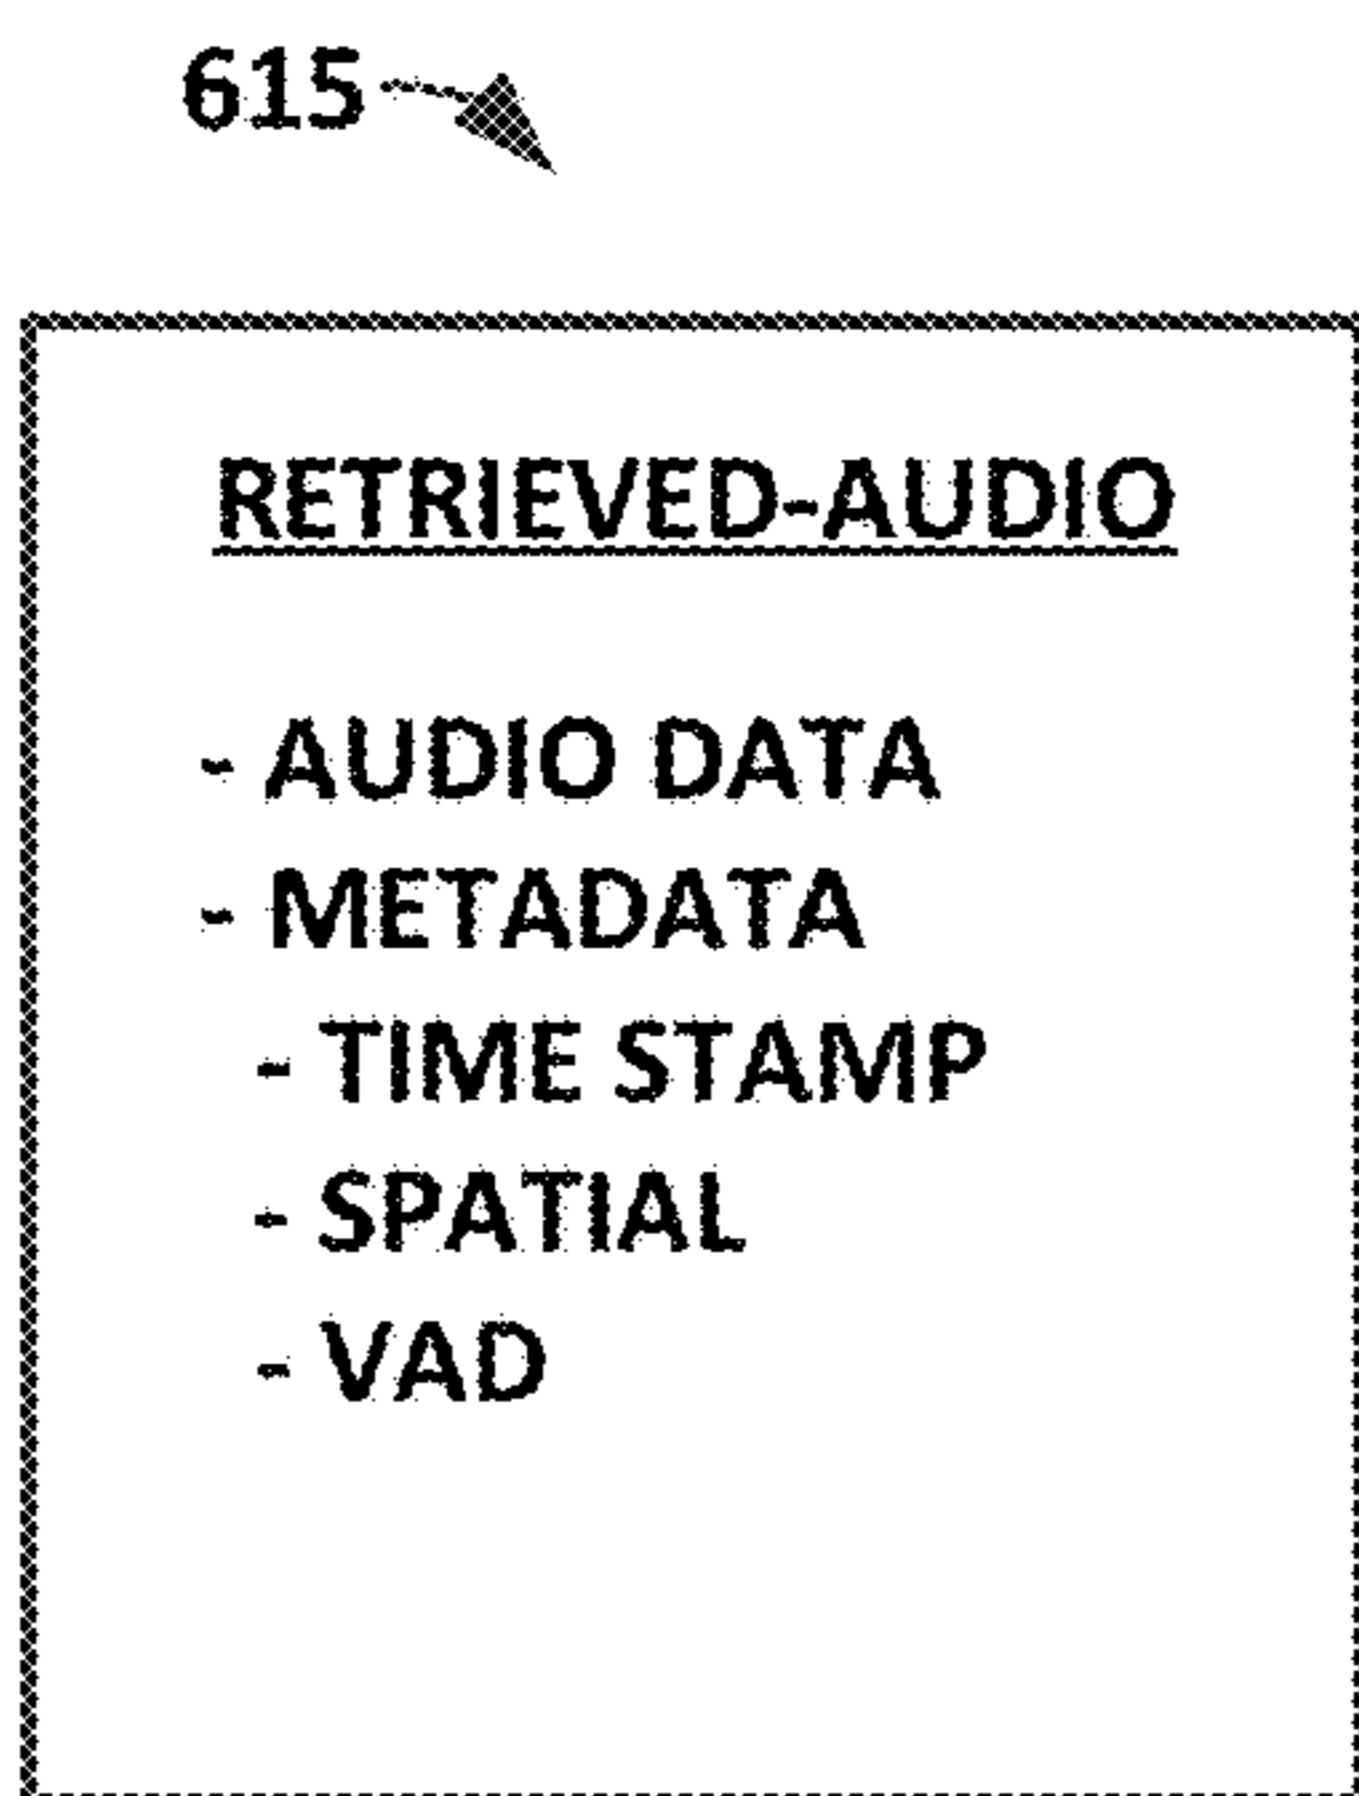 615
RETRIEVED-AUDIO
- AUDIO DATA
- METADATA
- TIME STAMP
- SPATIAL
- VAD